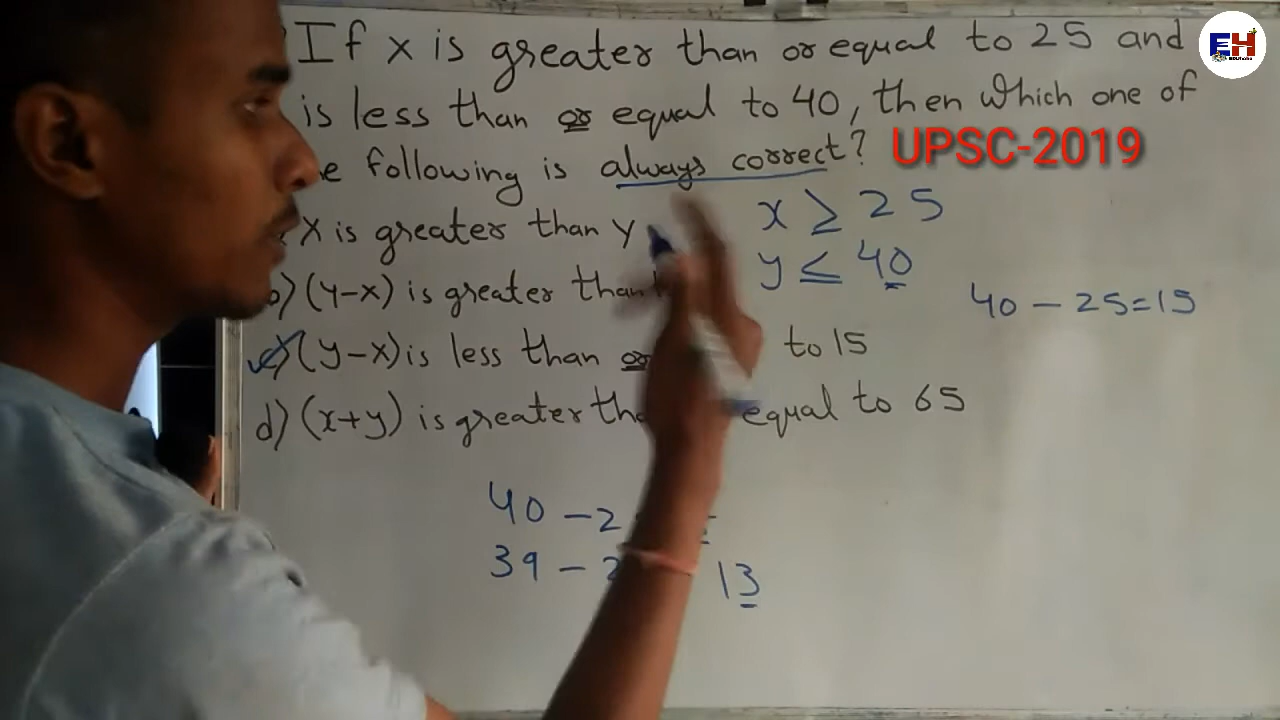 If x is greater than or equal to 25 and
is less than or equal to 40, then Which one of
following is always correct?
UPSC-2019
X is greater than y
x ≥ 25
b) (y-x) is greater than
y ≤ 40
40 - 25=15
c) (y-x) is less than or to 15
d) (x+y) is greater equal to 65
40 -
39 - 13
EH